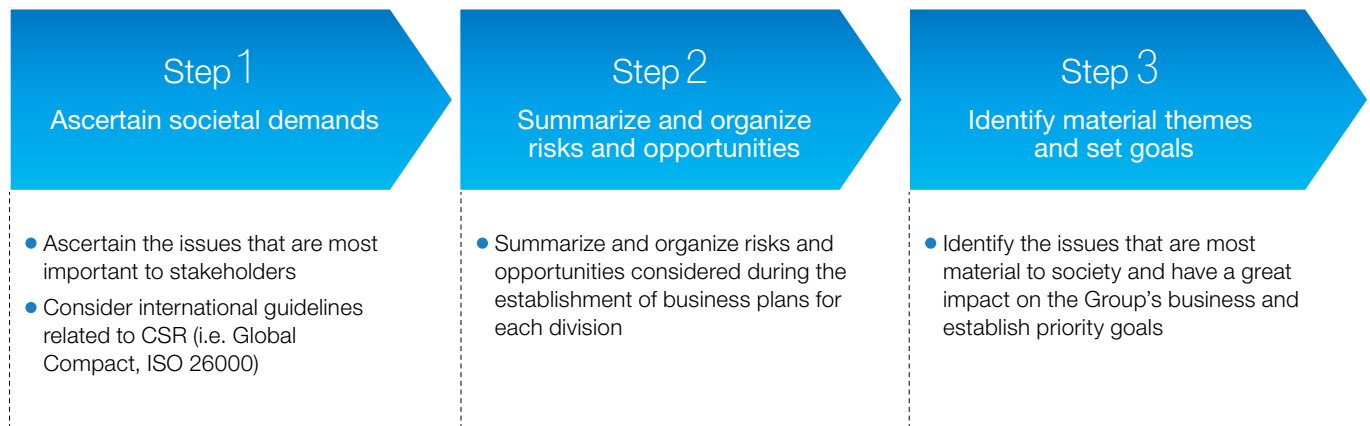 Step 1
Ascertain societal demands
● Ascertain the issues that are most
important to stakeholders
● Consider international guidelines
related to CSR (i.e. Global
Compact, ISO 26000)
Step 2
Summarize and organize
risks and opportunities
● Summarize and organize risks and
opportunities considered during the
establishment of business plans for
each division
Step 3
Identify material themes
and set goals
● Identify the issues that are most
material to society and have a great
impact on the Group’s business and
establish priority goals